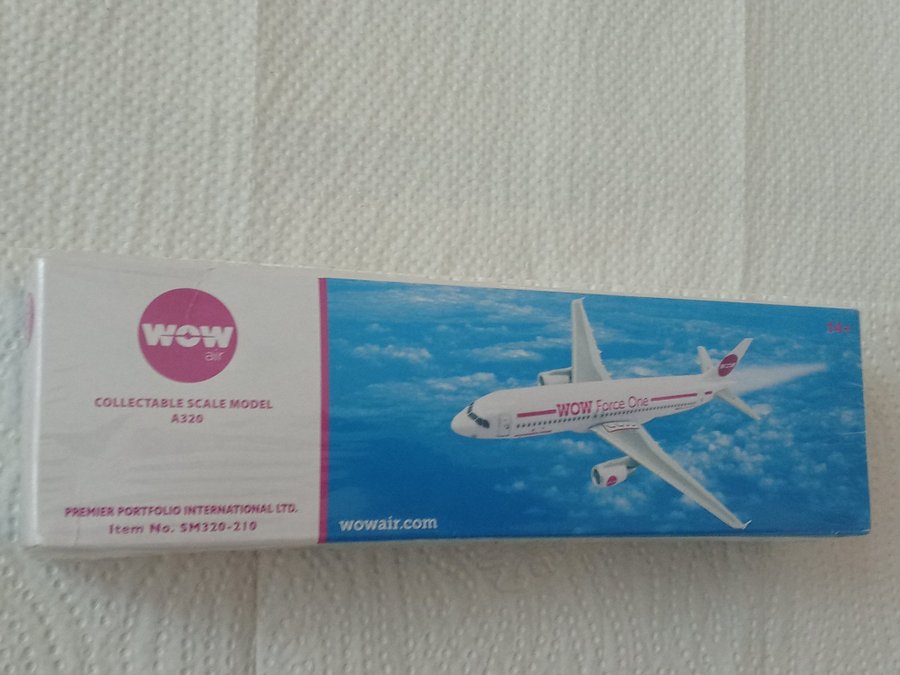 WOW
air
COLLECTABLE SCALE MODEL
A320
PREMIER PORTFOLIO INTERNATIONAL LTD.
Item No. SM320-210
14+
WOW Force One
wowair.com